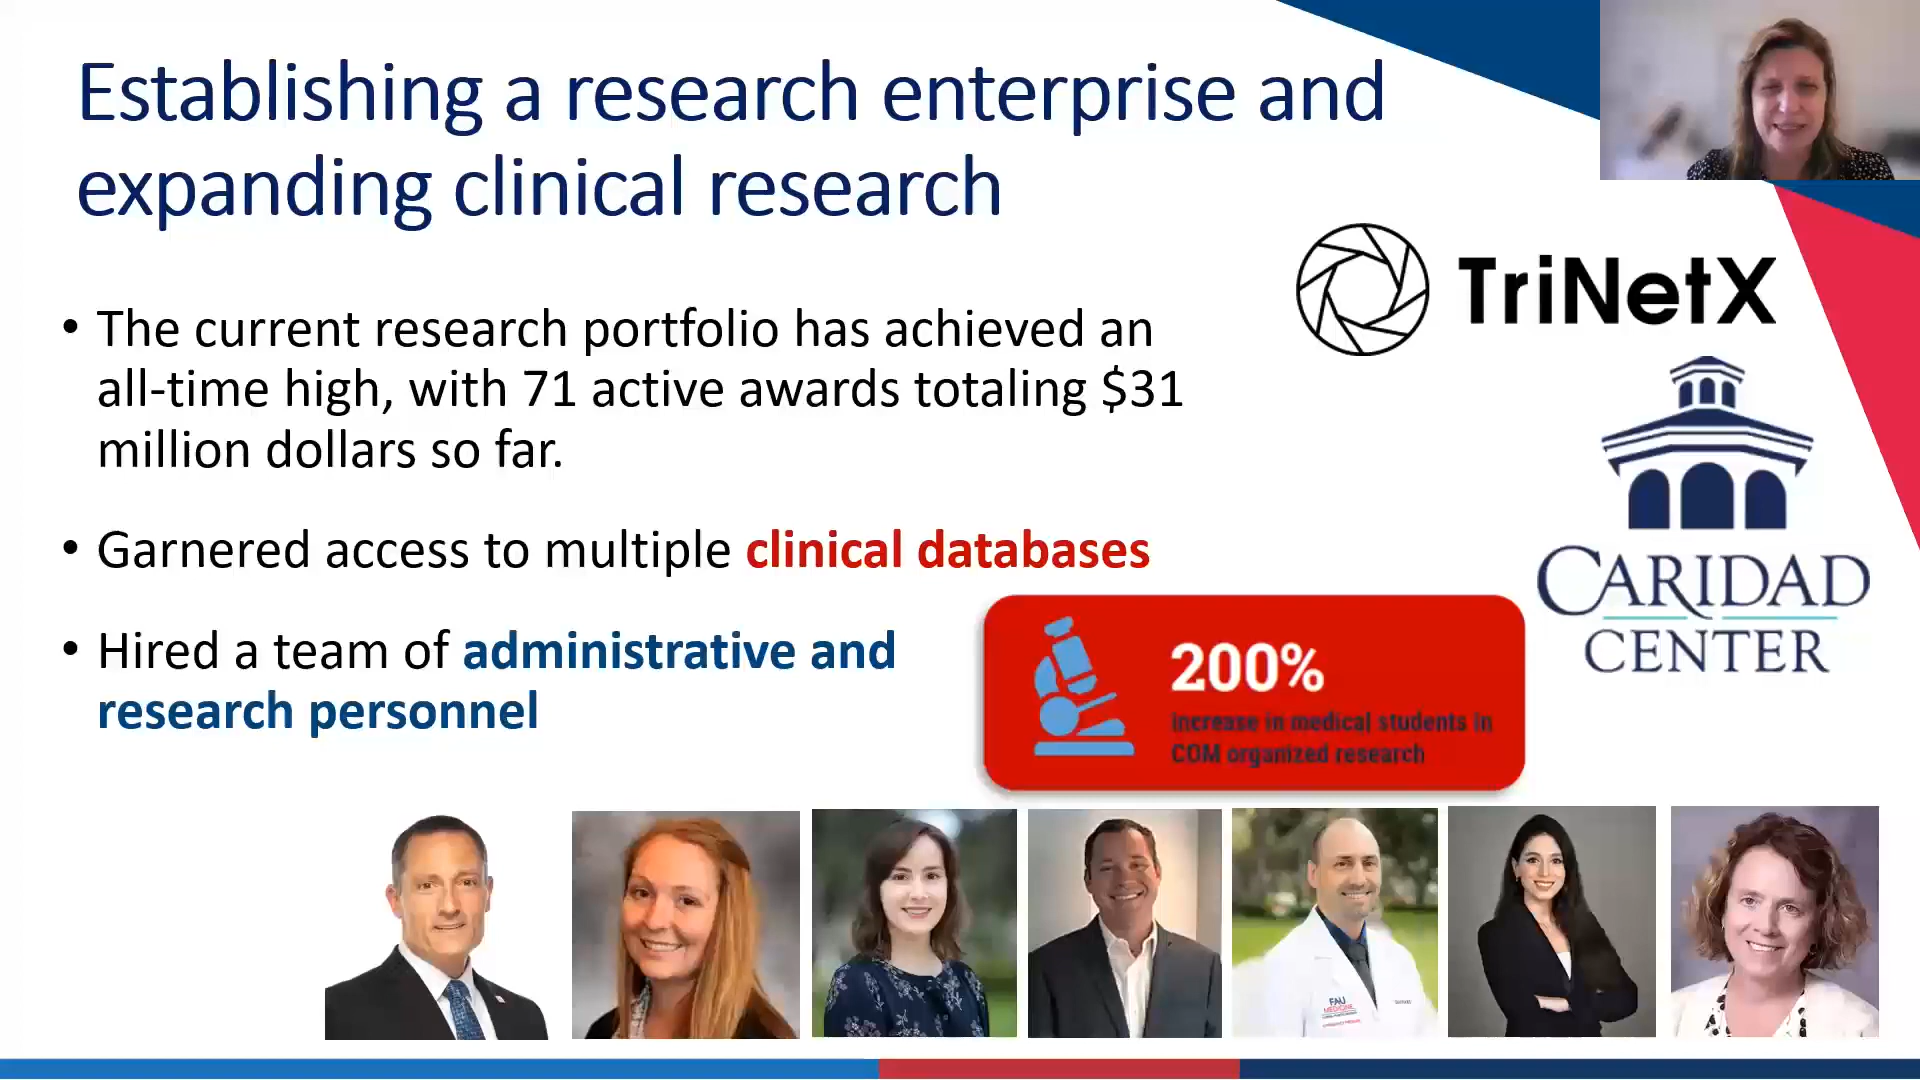 Establishing a research enterprise and
expanding clinical research
TriNetX
• The current research portfolio has achieved an
all-time high, with 71 active awards totaling $31
million dollars so far.
• Garnered access to multiple clinical databases
CARIDAD
CENTER
• Hired a team of administrative and
research personnel
200%
Increase in medical students in
COM organized research
FAU
MEDICINE